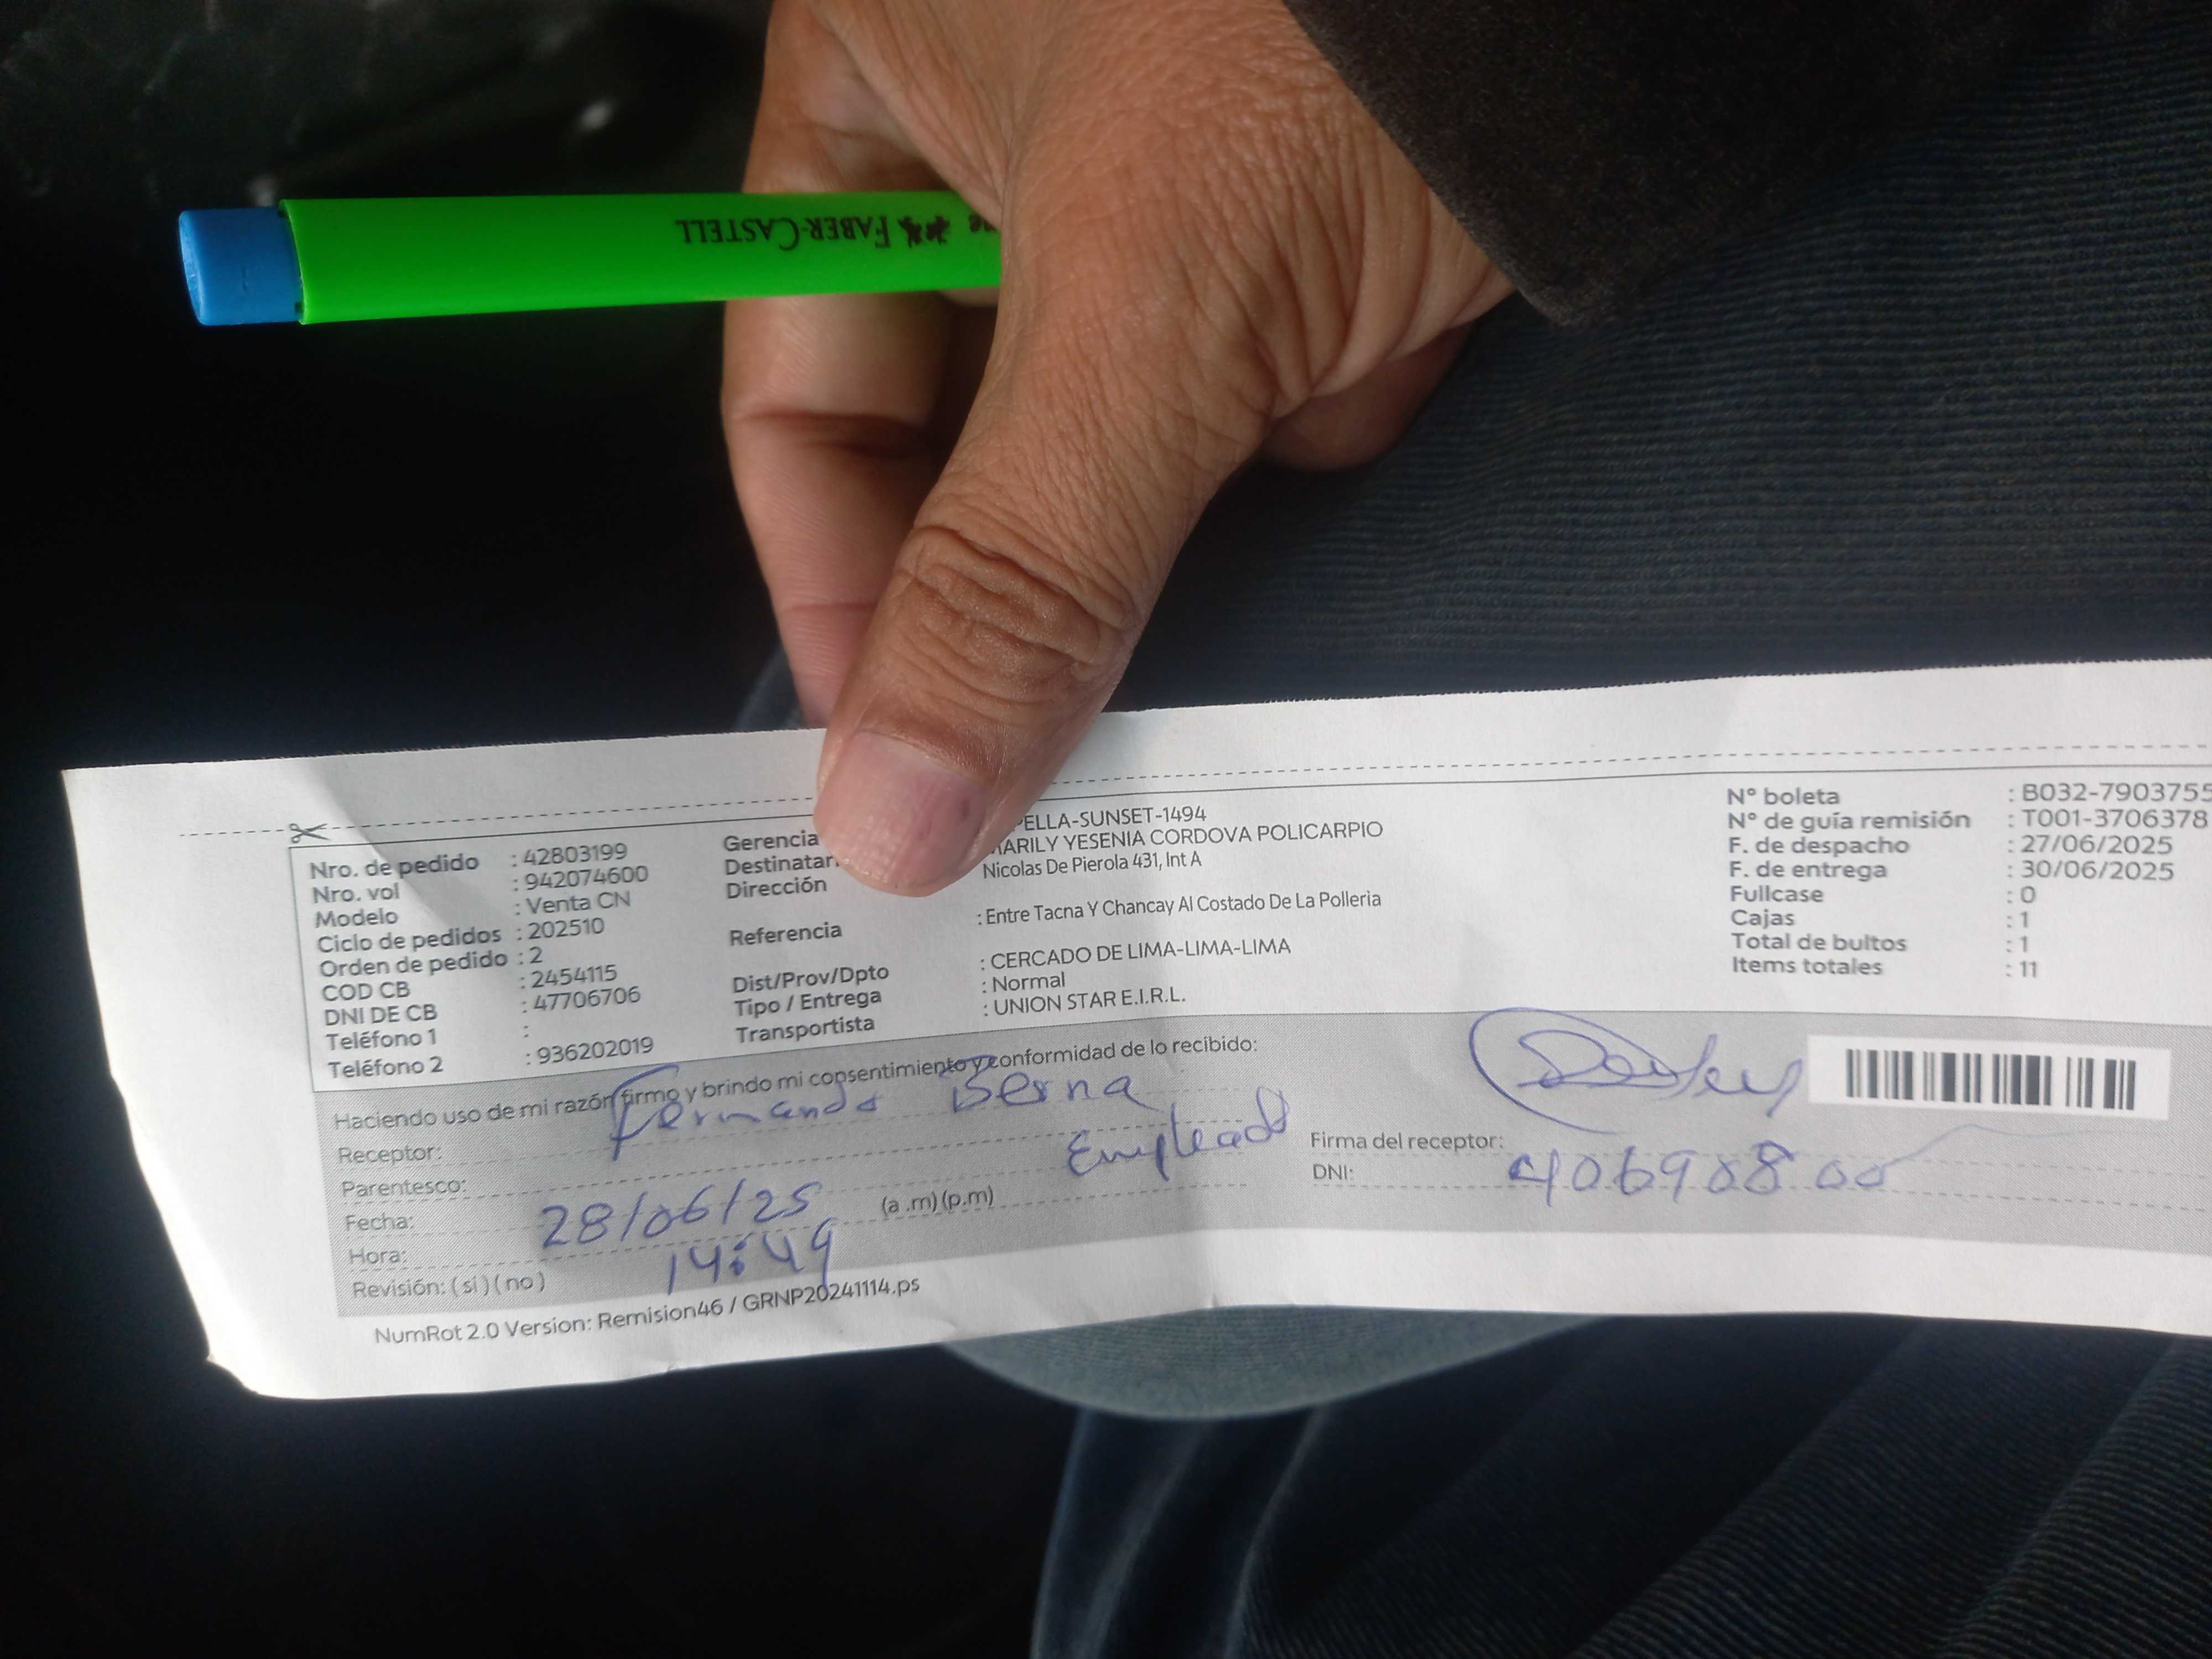 FABER-CASTELL
Nro. de pedido : 42803199
Nro. vol : 942074600
Modelo : Venta CN
Ciclo de pedidos : 202510
Orden de pedido : 2
COD CB : 2454115
DNI DE CB : 47706706
Teléfono 1 :
Teléfono 2 : 936202019
Gerencia PELLA-SUNSET-1494
Destinatar MARILY YESENIA CORDOVA POLICARPIO
Dirección Nicolas De Pierola 431, Int A
Referencia : Entre Tacna Y Chancay Al Costado De La Polleria
Dist/Prov/Dpto : CERCADO DE LIMA-LIMA-LIMA
Tipo / Entrega : Normal
Transportista : UNION STAR E.I.R.L.
N° boleta : B032-7903755
N° de guía remisión : T001-3706378
F. de despacho : 27/06/2025
F. de entrega : 30/06/2025
Fullcase : 0
Cajas : 1
Total de bultos : 1
Items totales : 11
Haciendo uso de mi razón firmo y brindo mi consentimiento y conformidad de lo recibido:
Receptor: Fernando Berna
Parentesco: Empleado
Fecha: 28/06/25 (a .m) (p.m)
Hora: 14:49
Revisión: ( si ) ( no )
Firma del receptor:
DNI:
NumRot 2.0 Version: Remision46 / GRNP20241114.ps